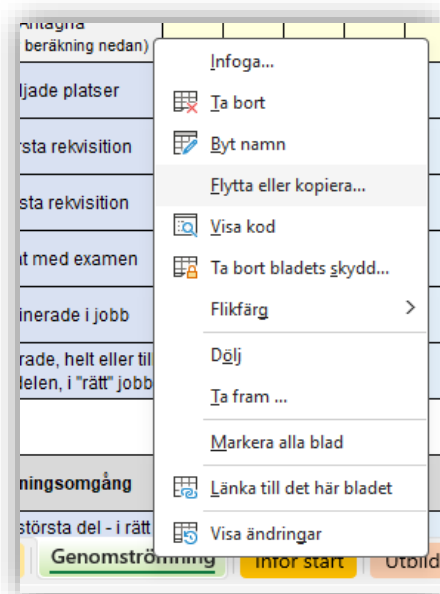 Antagna
beräkning nedan)
ljade platser
rsta rekvisition
sta rekvisition
t med examen
inerade i jobb
rade, helt eller til
delen, i "rätt" jobb
ningsomgång
största del - i rätt
Infoga...
Ta bort
Byt namn
Flytta eller kopiera...
Visa kod
Ta bort bladets skydd...
Flikfärg
Dölj
Ta fram ...
Markera alla blad
Länka till det här bladet
Visa ändringar
Genomströmning Inför start Utbild